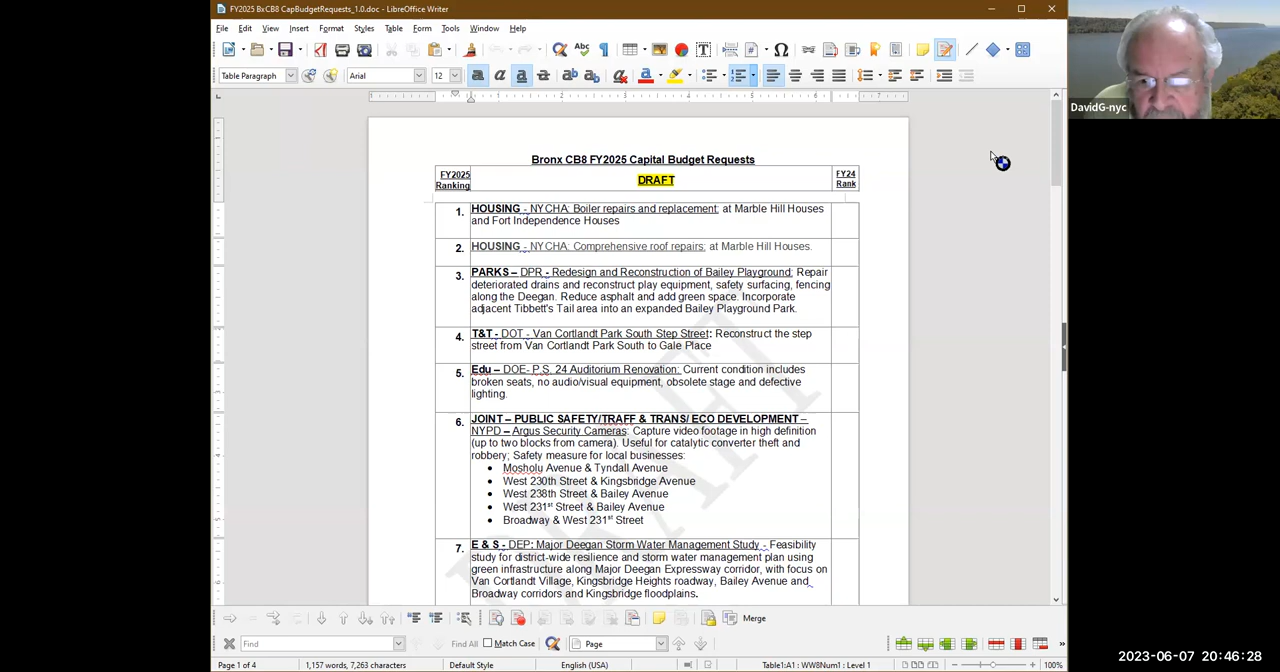 FY2025 BxCB8 CapBudgetRequests_1.0.doc - LibreOffice Writer
File Edit View Insert Format Styles Table Form Tools Window Help
Table Paragraph Arial 12
DavidG-nyc
Bronx CB8 FY2025 Capital Budget Requests
FY2025 Ranking DRAFT FY24 Rank
1. HOUSING - NYCHA: Boiler repairs and replacement: at Marble Hill Houses
and Fort Independence Houses
2. HOUSING - NYCHA: Comprehensive roof repairs: at Marble Hill Houses.
3. PARKS – DPR - Redesign and Reconstruction of Bailey Playground: Repair
deteriorated drains and reconstruct play equipment, safety surfacing, fencing
along the Deegan. Reduce asphalt and add green space. Incorporate
adjacent Tibbett's Tail area into an expanded Bailey Playground Park.
4. T&T - DOT - Van Cortlandt Park South Step Street: Reconstruct the step
street from Van Cortlandt Park South to Gale Place
5. Edu – DOE- P.S. 24 Auditorium Renovation: Current condition includes
broken seats, no audio/visual equipment, obsolete stage and defective
lighting.
6. JOINT – PUBLIC SAFETY/TRAFF & TRANS/ ECO DEVELOPMENT –
NYPD – Argus Security Cameras: Capture video footage in high definition
(up to two blocks from camera). Useful for catalytic converter theft and
robbery; Safety measure for local businesses:
• Mosholu Avenue & Tyndall Avenue
• West 230th Street & Kingsbridge Avenue
• West 238th Street & Bailey Avenue
• West 231st Street & Bailey Avenue
• Broadway & West 231st Street
7. E & S - DEP: Major Deegan Storm Water Management Study - Feasibility
study for district-wide resilience and storm water management plan using
green infrastructure along Major Deegan Expressway corridor, with focus on
Van Cortlandt Village, Kingsbridge Heights roadway, Bailey Avenue and
Broadway corridors and Kingsbridge floodplains.
Merge
Find Find All Match Case Page
Page 1 of 4 1,157 words, 7,263 characters Default Style English (USA) Table1:A1 : WW8Num1 : Level 1 100%
2023-06-07 20:46:28